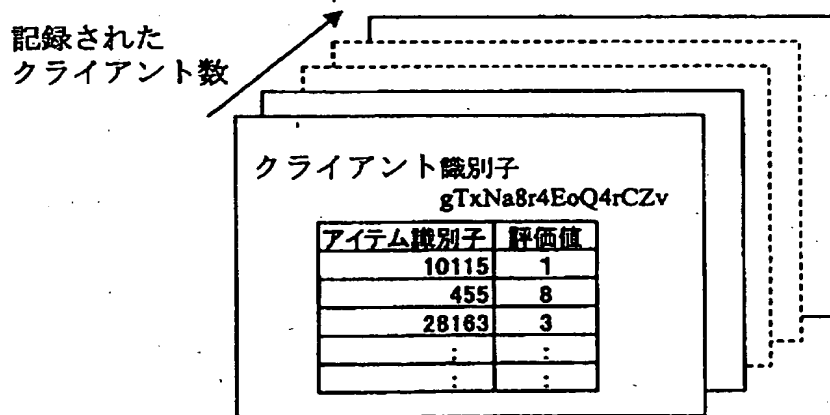 記録された
クライアント数
クライアント識別子
gTxNa8r4EoQ4rCZv
アイテム識別子 評価値
10115 1
455 8
28163 3
: :
: :